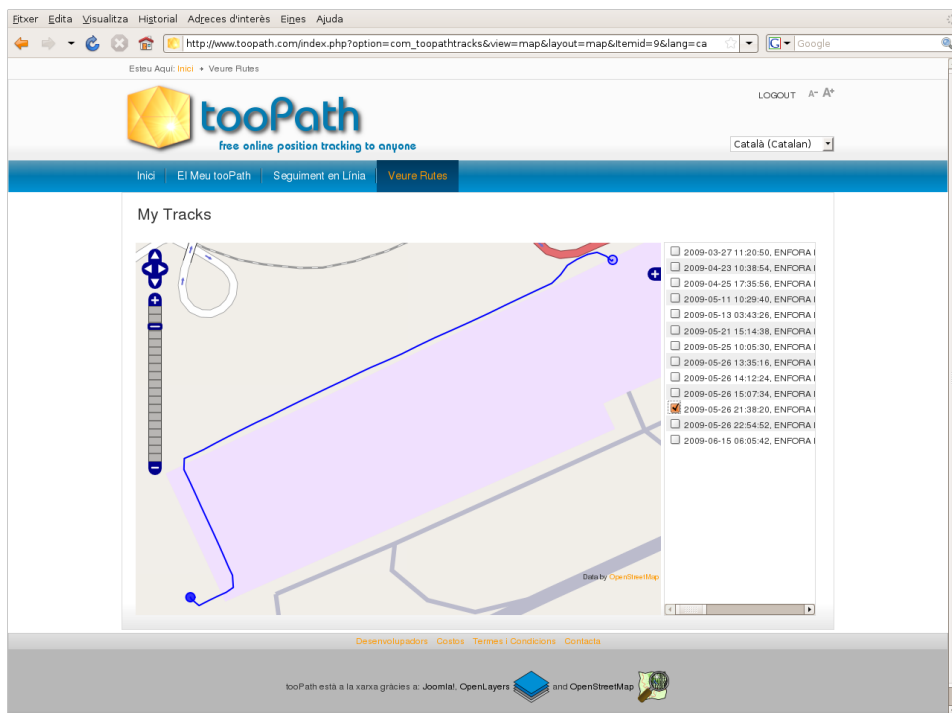 Fitxer Edita Visualitza Historial Adreces d'interès Eines Ajuda
http://www.toopath.com/index.php?option=com_toopathtracks&view=map&layout=map&Itemid=9&lang=ca
G Google
Esteu Aquí: Inici Veure Rutes
LOGOUT A- A+
tooPath
free online position tracking to anyone
Català (Catalan)
Inici El Meu tooPath Seguiment en Línia Veure Rutes
My Tracks
2009-03-27 11:20:50, ENFORA
2009-04-23 10:38:54, ENFORA
2009-04-25 17:35:56, ENFORA
2009-05-11 10:29:40, ENFORA
2009-05-13 03:43:26, ENFORA
2009-05-21 15:14:38, ENFORA
2009-05-25 10:05:30, ENFORA
2009-05-26 13:35:16, ENFORA
2009-05-26 14:12:24, ENFORA
2009-05-26 15:07:34, ENFORA
2009-05-26 21:38:20, ENFORA
2009-05-26 22:54:52, ENFORA
2009-06-15 06:05:42, ENFORA
Data by OpenStreetMap
Desenvolupadors Costos Termes i Condicions Contacta
tooPath està a la xarxa gràcies a: Joomla!, OpenLayers and OpenStreetMap